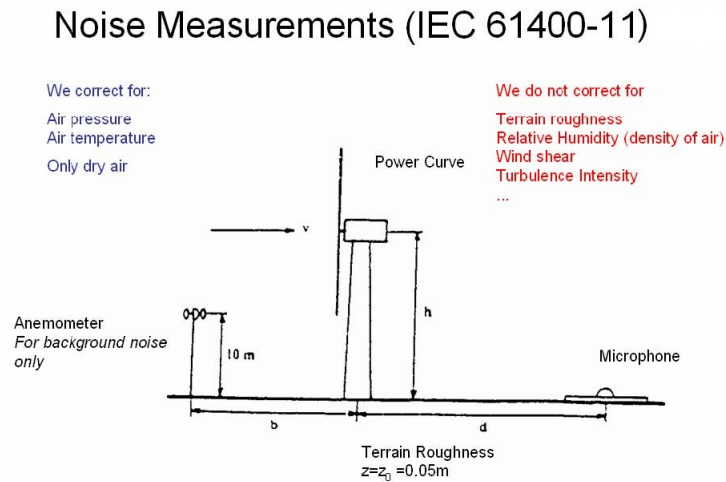 Noise Measurements (IEC 61400-11)
We correct for:
Air pressure
Air temperature
Only dry air
We do not correct for
Terrain roughness
Relative Humidity (density of air)
Wind shear
Turbulence Intensity
...
Power Curve
v
h
Anemometer
For background noise
only
10 m
Microphone
b
d
Terrain Roughness
z=z₀ =0.05m